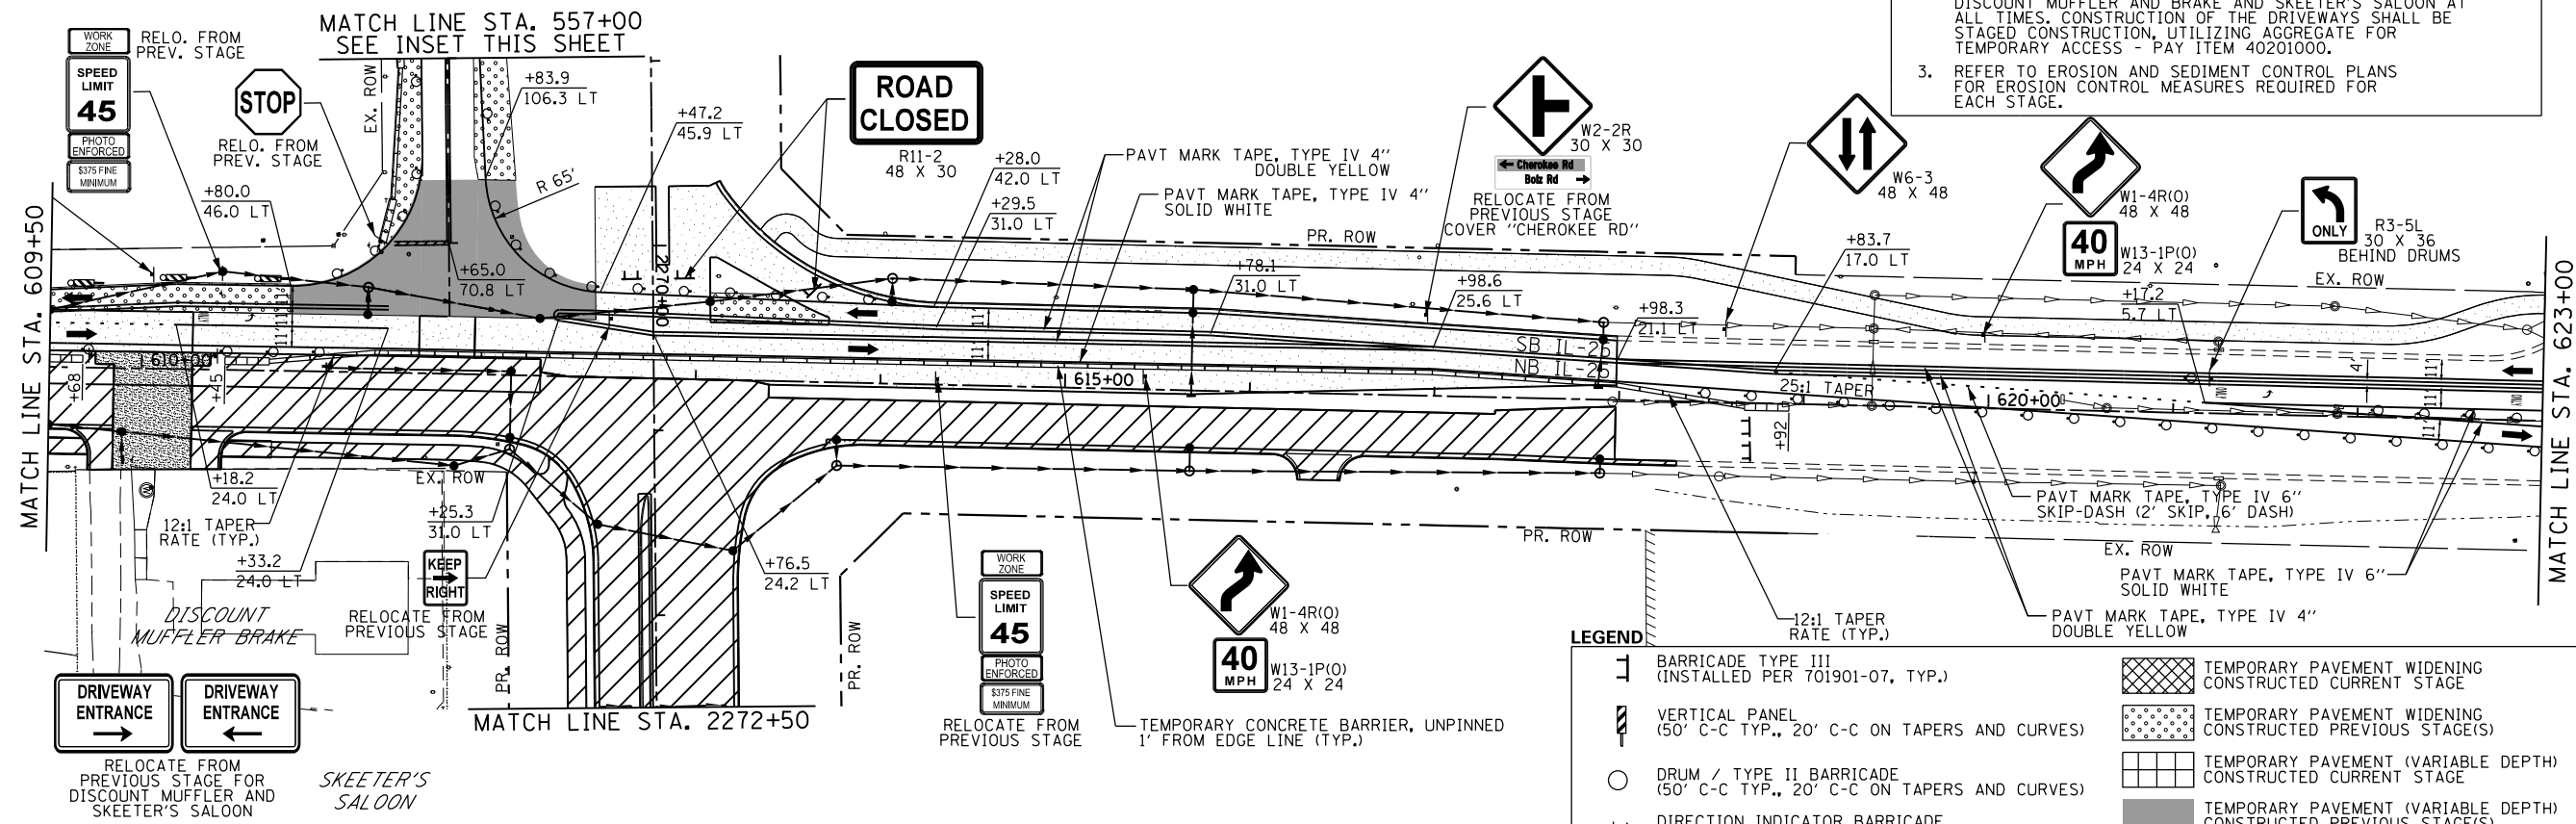 MATCH LINE STA. 557+00
SEE INSET THIS SHEET
WORK
ZONE
SPEED
LIMIT
45
PHOTO
ENFORCED
$375 FINE
MINIMUM
RELO. FROM
PREV. STAGE
STOP
RELO. FROM
PREV. STAGE
EX. ROW
+83.9
106.3 LT
+47.2
45.9 LT
R 65'
ROAD
CLOSED
R11-2
48 X 30
+28.0
42.0 LT
+29.5
31.0 LT
PAVT MARK TAPE, TYPE IV 4"
DOUBLE YELLOW
PAVT MARK TAPE, TYPE IV 4"
SOLID WHITE
W2-2R
30 X 30
Cherokee Rd
Bolz Rd
RELOCATE FROM
PREVIOUS STAGE
COVER "CHEROKEE RD"
W6-3
48 X 48
W1-4R(O)
48 X 48
40
MPH
W13-1P(O)
24 X 24
ONLY
R3-5L
30 X 36
BEHIND DRUMS
DISCOUNT MUFFLER AND BRAKE AND SKEETER'S SALOON AT
ALL TIMES. CONSTRUCTION OF THE DRIVEWAYS SHALL BE
STAGED CONSTRUCTION, UTILIZING AGGREGATE FOR
TEMPORARY ACCESS - PAY ITEM 40201000.
3. REFER TO EROSION AND SEDIMENT CONTROL PLANS
FOR EROSION CONTROL MEASURES REQUIRED FOR
EACH STAGE.
MATCH LINE STA. 609+50
+80.0
46.0 LT
+65.0
70.8 LT
2270+00
PR. ROW
+78.1
31.0 LT
+98.6
25.6 LT
+83.7
17.0 LT
+98.3
21.1 LT
+17.2
5.7 LT
EX. ROW
MATCH LINE STA. 623+00
11'
11'
11'
11'
SB IL-25
NB IL-25
610+00
615+00
620+00
25:1 TAPER
4'
11'
11'
11'
+68
+45
+92
+18.2
24.0 LT
12:1 TAPER
RATE (TYP.)
+33.2
24.0 LT
EX. ROW
+25.3
31.0 LT
KEEP
RIGHT
RELOCATE FROM
PREVIOUS STAGE
PR. ROW
+76.5
24.2 LT
PR. ROW
PR. ROW
EX. ROW
DISCOUNT
MUFFLER BRAKE
DRIVEWAY
ENTRANCE
DRIVEWAY
ENTRANCE
RELOCATE FROM
PREVIOUS STAGE FOR
DISCOUNT MUFFLER AND
SKEETER'S SALOON
SKEETER'S
SALOON
MATCH LINE STA. 2272+50
WORK
ZONE
SPEED
LIMIT
45
PHOTO
ENFORCED
$375 FINE
MINIMUM
RELOCATE FROM
PREVIOUS STAGE
W1-4R(O)
48 X 48
40
MPH
W13-1P(O)
24 X 24
TEMPORARY CONCRETE BARRIER, UNPINNED
1' FROM EDGE LINE (TYP.)
12:1 TAPER
RATE (TYP.)
PAVT MARK TAPE, TYPE IV 6"
SKIP-DASH (2' SKIP, 6' DASH)
PAVT MARK TAPE, TYPE IV 6"
SOLID WHITE
PAVT MARK TAPE, TYPE IV 4"
DOUBLE YELLOW
LEGEND
BARRICADE TYPE III
(INSTALLED PER 701901-07, TYP.)
VERTICAL PANEL
(50' C-C TYP., 20' C-C ON TAPERS AND CURVES)
DRUM / TYPE II BARRICADE
(50' C-C TYP., 20' C-C ON TAPERS AND CURVES)
DIRECTION INDICATOR BARRICADE
TEMPORARY PAVEMENT WIDENING
CONSTRUCTED CURRENT STAGE
TEMPORARY PAVEMENT WIDENING
CONSTRUCTED PREVIOUS STAGE(S)
TEMPORARY PAVEMENT (VARIABLE DEPTH)
CONSTRUCTED CURRENT STAGE
TEMPORARY PAVEMENT (VARIABLE DEPTH)
CONSTRUCTED PREVIOUS STAGE(S)